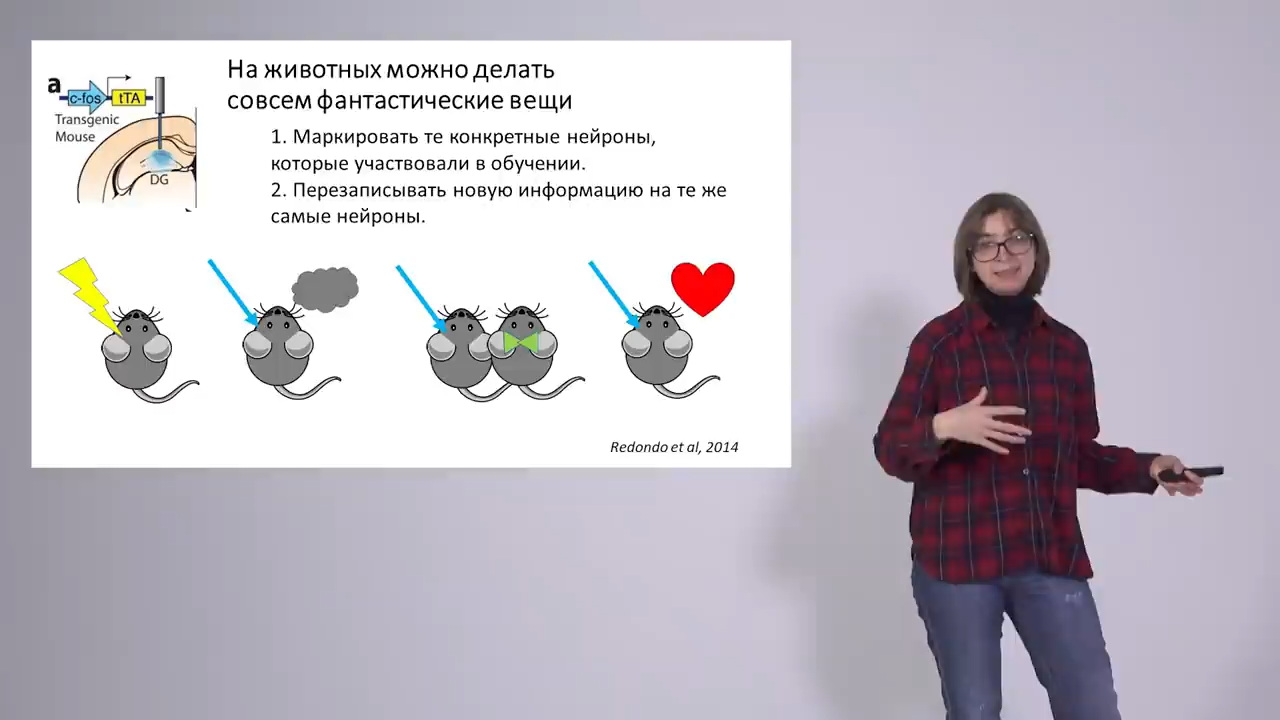 На животных можно делать
совсем фантастические вещи
a
c-fos tTA
Transgenic
Mouse
DG
1. Маркировать те конкретные нейроны,
которые участвовали в обучении.
2. Перезаписывать новую информацию на те же
самые нейроны.
Redondo et al, 2014